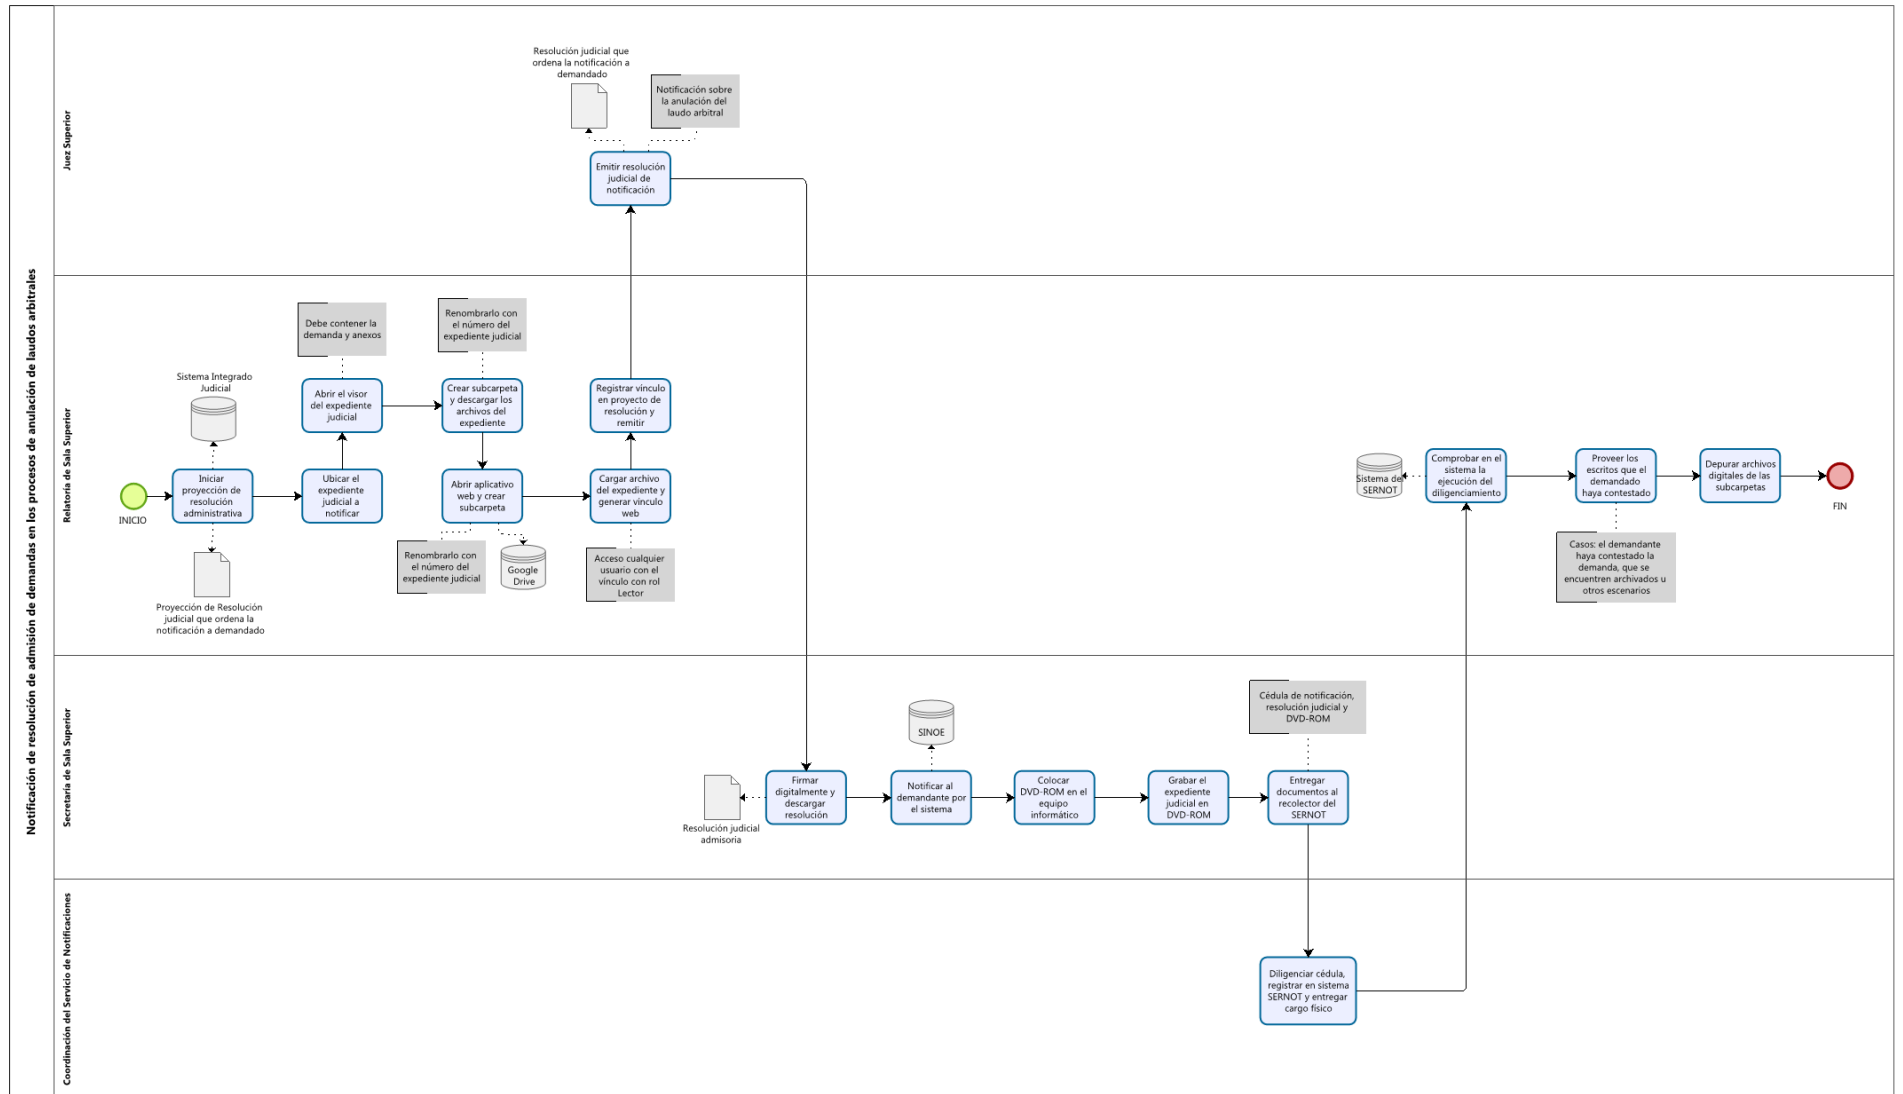 Notificación de resolución de admisión de demandas en los procesos de anulación de laudos arbitrales
Juez Superior
Resolución judicial que
ordena la notificación a
demandado
Notificación sobre
la anulación del
laudo arbitral
Emitir resolución
judicial de
notificación
Relatoría de Sala Superior
INICIO
Sistema Integrado
Judicial
Iniciar
proyección de
resolución
administrativa
Proyección de Resolución
judicial que ordena la
notificación a demandado
Ubicar el
expediente
judicial a
notificar
Debe contener la
demanda y anexos
Abrir el visor
del expediente
judicial
Renombrarlo con
el número del
expediente judicial
Crear subcarpeta
y descargar los
archivos del
expediente
Abrir aplicativo
web y crear
subcarpeta
Renombrarlo con
el número del
expediente judicial
Google
Drive
Cargar archivo
del expediente y
generar vínculo
web
Acceso cualquier
usuario con el
vínculo con rol
Lector
Registrar vínculo
en proyecto de
resolución y
remitir
Sistema del
SERNOT
Comprobar en el
sistema la
ejecución del
diligenciamiento
Proveer los
escritos que el
demandado
haya contestado
Casos: el demandante
haya contestado la
demanda, que se
encuentren archivados u
otros escenarios
Depurar archivos
digitales de las
subcarpetas
FIN
Secretaría de Sala Superior
Resolución judicial
admisoria
Firmar
digitalmente y
descargar
resolución
SINOE
Notificar al
demandante por
el sistema
Colocar
DVD-ROM en el
equipo
informático
Grabar el
expediente
judicial en
DVD-ROM
Cédula de notificación,
resolución judicial y
DVD-ROM
Entregar
documentos al
recolector del
SERNOT
Coordinación del Servicio de Notificaciones
Diligenciar cédula,
registrar en sistema
SERNOT y entregar
cargo físico